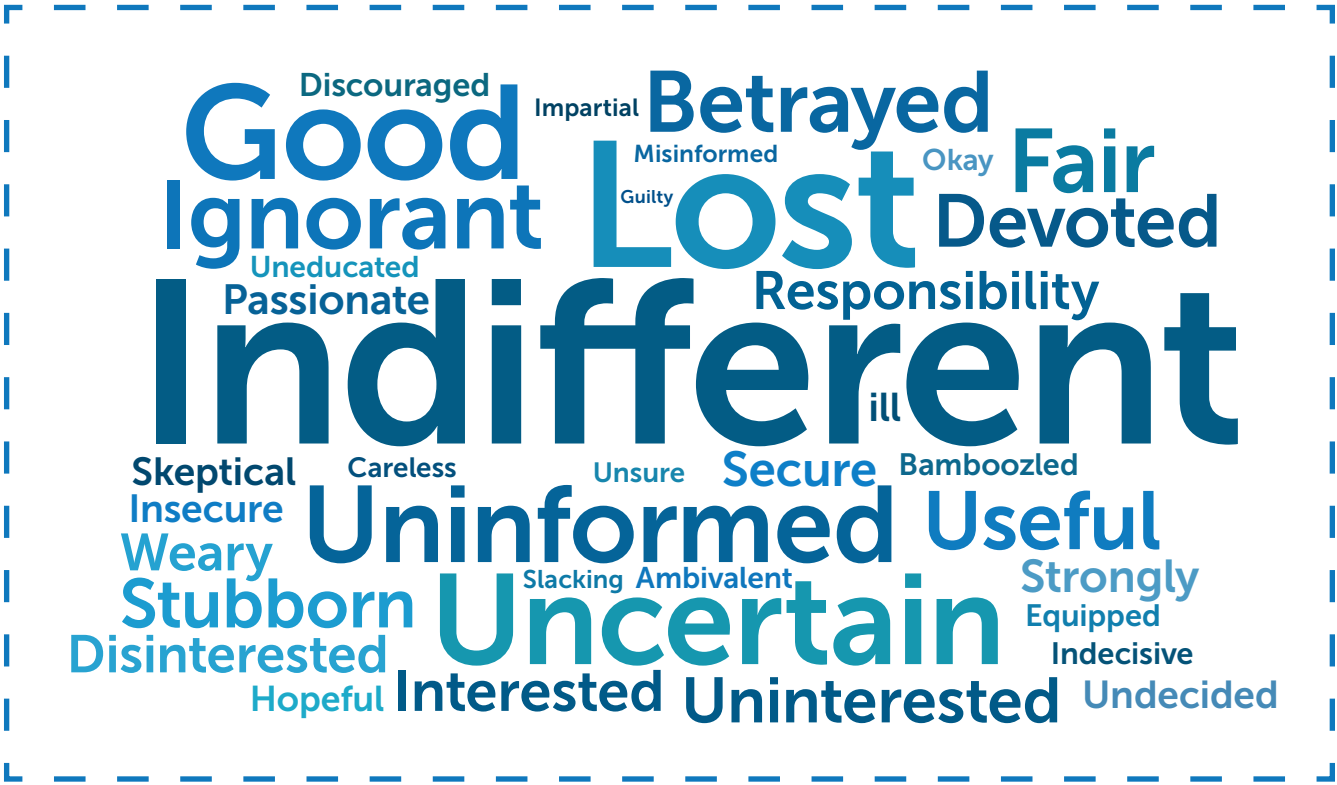 Discouraged
Good
Impartial
Betrayed
Misinformed
Okay
Fair
Ignorant
Guilty
Lost
Devoted
Uneducated
Passionate
Responsibility
Indifferent
ill
Skeptical
Careless
Unsure
Secure
Bamboozled
Insecure
Uninformed
Useful
Weary
Slacking
Ambivalent
Strongly
Stubborn
Uncertain
Equipped
Disinterested
Indecisive
Hopeful
Interested
Uninterested
Undecided